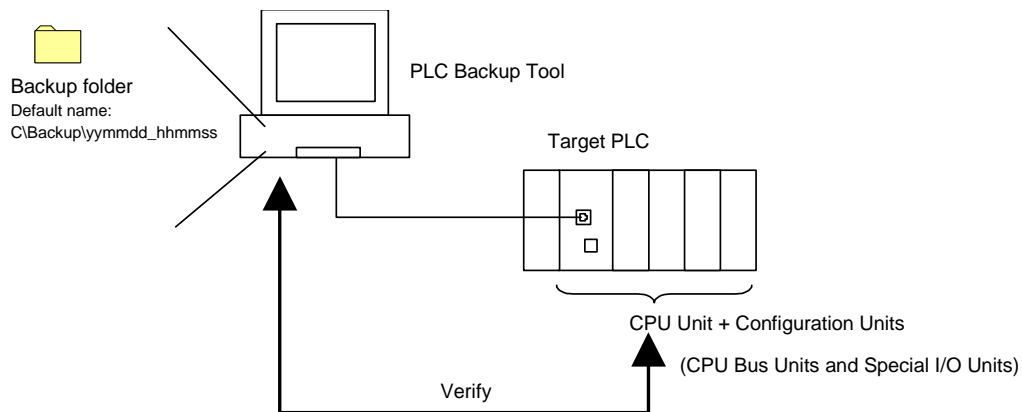 PLC Backup Tool
Backup folder
Default name:
C\Backup\yymmdd_hhmmss
Target PLC
CPU Unit + Configuration Units
(CPU Bus Units and Special I/O Units)
Verify